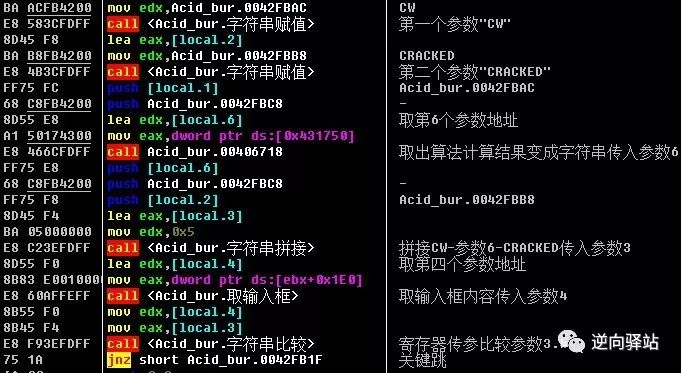 BA ACFB4200 mov edx,Acid_bur.0042FBAC CW
E8 583CFDFF call <Acid_bur.字符串赋值> 第一个参数"CW"
8D45 F8 lea eax,[local.2]
BA B8FB4200 mov edx,Acid_bur.0042FBB8 CRACKED
E8 4B3CFDFF call <Acid_bur.字符串赋值> 第二个参数"CRACKED"
FF75 FC push [local.1] Acid_bur.0042FBAC
68 C8FB4200 push Acid_bur.0042FBC8 -
8D55 E8 lea edx,[local.6] 取第6个参数地址
A1 50174300 mov eax,dword ptr ds:[0x431750]
E8 466CFDFF call Acid_bur.00406718 取出算法计算结果变成字符串传入参数6
FF75 E8 push [local.6]
68 C8FB4200 push Acid_bur.0042FBC8 -
FF75 F8 push [local.2] Acid_bur.0042FBB8
8D45 F4 lea eax,[local.3]
BA 05000000 mov edx,0x5
E8 C23EFDFF call <Acid_bur.字符串拼接> 拼接CW-参数6-CRACKED传入参数3
8D55 F0 lea edx,[local.4] 取第四个参数地址
8B83 E0010000 mov eax,dword ptr ds:[ebx+0x1E0]
E8 60AFFEFF call <Acid_bur.取输入框> 取输入框内容传入参数4
8B55 F0 mov edx,[local.4]
8B45 F4 mov eax,[local.3]
E8 F93EFDFF call <Acid_bur.字符串比较> 寄存器传参比较参数3.
75 1A jnz short Acid_bur.0042FB1F 关键跳
逆向驿站